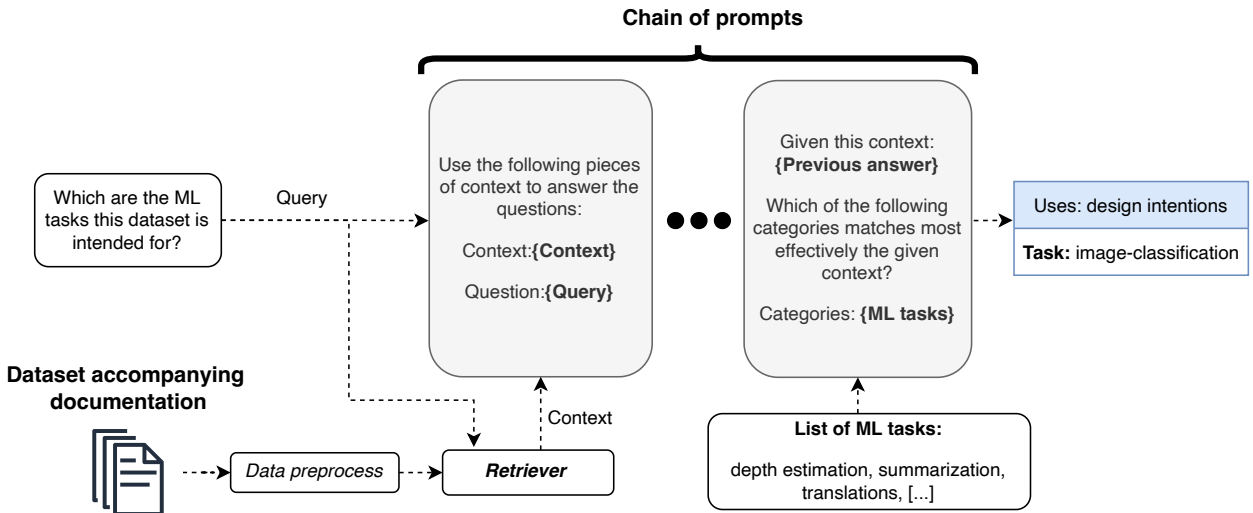 Chain of prompts
Which are the ML
tasks this dataset is
intended for?
Query
Use the following pieces
of context to answer the
questions:
Context:{Context}
Question:{Query}
Given this context:
{Previous answer}
Which of the following
categories matches most
effectively the given
context?
Categories: {ML tasks}
Uses: design intentions
Task: image-classification
Dataset accompanying
documentation
Data preprocess
Retriever
Context
List of ML tasks:
depth estimation, summarization,
translations, [...]